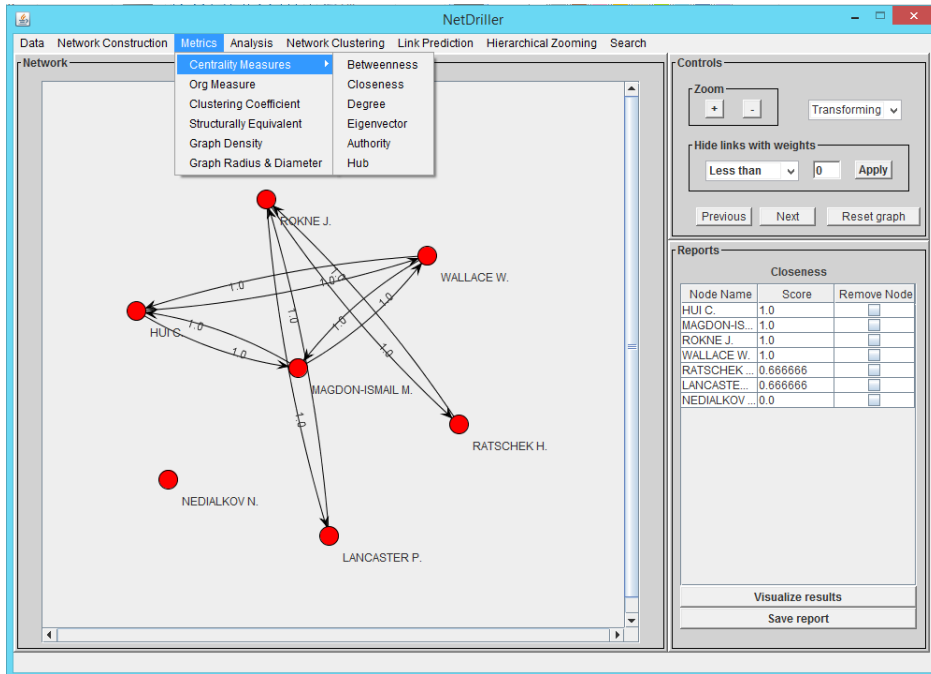 NetDriller
Data Network Construction Metrics Analysis Network Clustering Link Prediction Hierarchical Zooming Search
Network
Centrality Measures
Org Measure
Clustering Coefficient
Structurally Equivalent
Graph Density
Graph Radius & Diameter
Betweenness
Closeness
Degree
Eigenvector
Authority
Hub
ROKNE J.
WALLACE W.
HUI C.
MAGDON-ISMAIL M.
RATSCHEK H.
NEDIALKOV N.
LANCASTER P.
1.0
1.0
1.0
1.0
1.0
1.0
1.0
1.0
1.0
1.0
Controls
Zoom
+ -
Transforming
Hide links with weights
Less than 0 Apply
Previous Next Reset graph
Reports
Closeness
Node Name Score Remove Node
HUI C. 1.0
MAGDON-IS... 1.0
ROKNE J. 1.0
WALLACE W. 1.0
RATSCHEK ... 0.666666
LANCASTE... 0.666666
NEDIALKOV ... 0.0
Visualize results
Save report